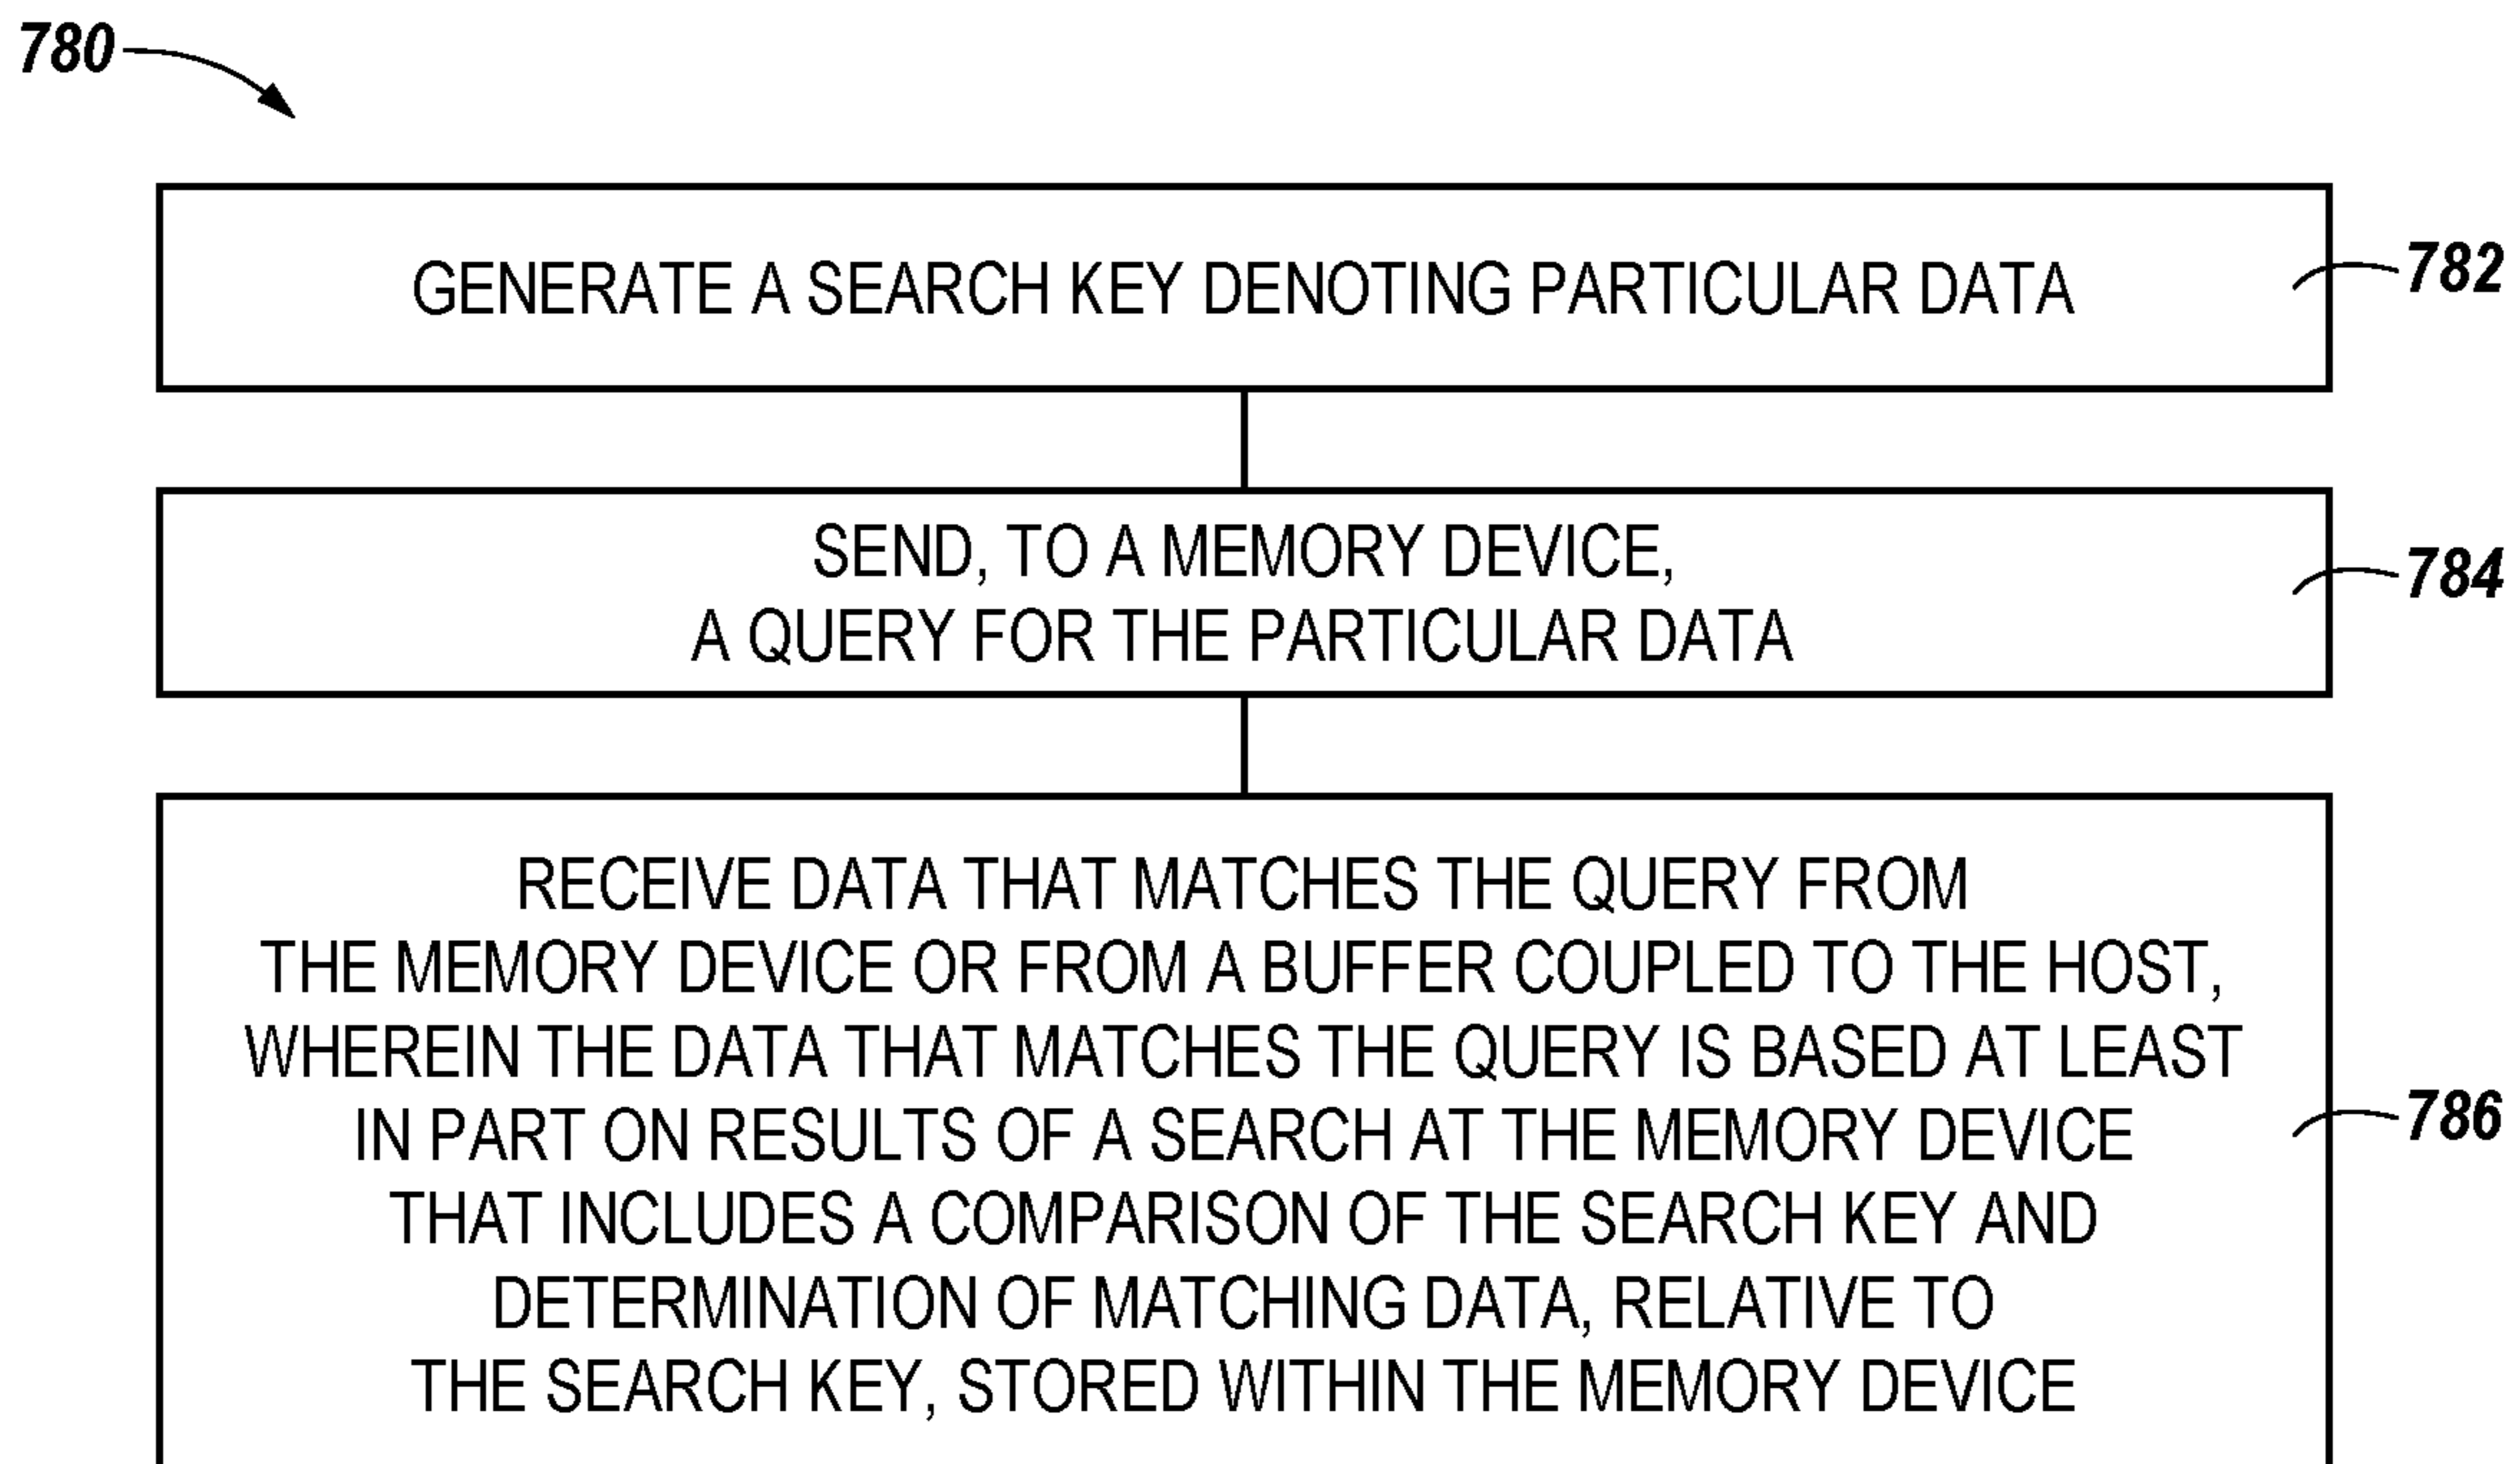 780
GENERATE A SEARCH KEY DENOTING PARTICULAR DATA
782
SEND, TO A MEMORY DEVICE,
A QUERY FOR THE PARTICULAR DATA
784
RECEIVE DATA THAT MATCHES THE QUERY FROM
THE MEMORY DEVICE OR FROM A BUFFER COUPLED TO THE HOST,
WHEREIN THE DATA THAT MATCHES THE QUERY IS BASED AT LEAST
IN PART ON RESULTS OF A SEARCH AT THE MEMORY DEVICE
THAT INCLUDES A COMPARISON OF THE SEARCH KEY AND
DETERMINATION OF MATCHING DATA, RELATIVE TO
THE SEARCH KEY, STORED WITHIN THE MEMORY DEVICE
786